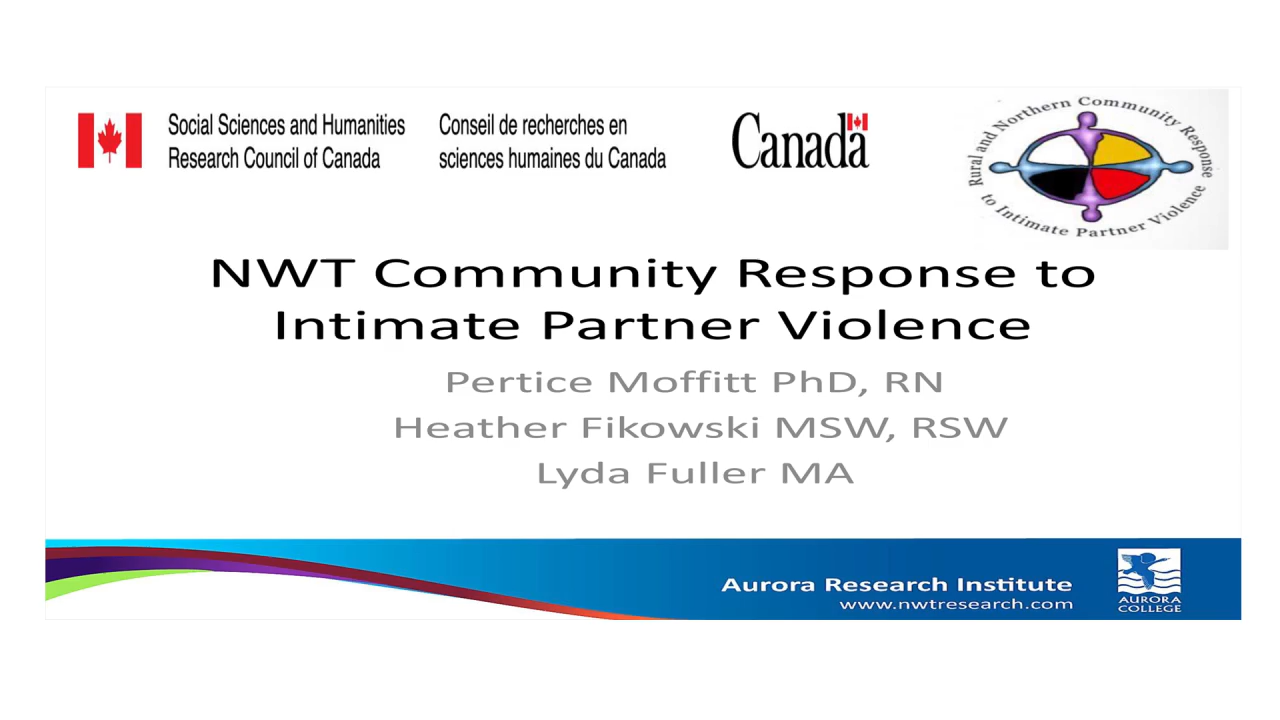 Social Sciences and Humanities
Research Council of Canada
Conseil de recherches en
sciences humaines du Canada
Canada
Rural and Northern Community Response
to Intimate Partner Violence
NWT Community Response to
Intimate Partner Violence
Pertice Moffitt PhD, RN
Heather Fikowski MSW, RSW
Lyda Fuller MA
Aurora Research Institute
www.nwtresearch.com
AURORA
COLLEGE